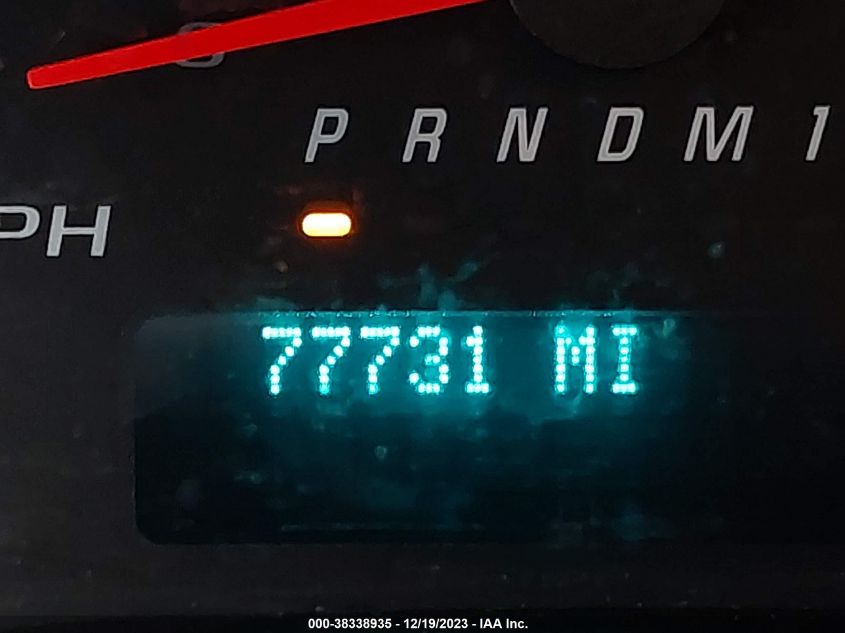 P R N D M 1
PH
77731 MI
000-38338935 - 12/19/2023 - IAA Inc.